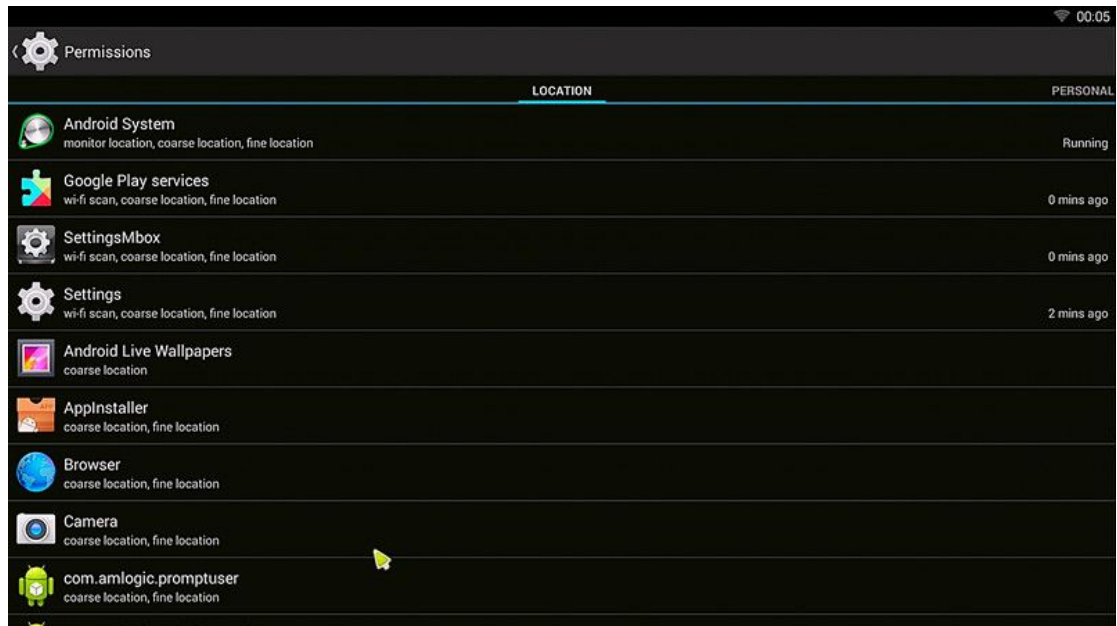 00:05
Permissions
LOCATION PERSONAL
Android System
monitor location, coarse location, fine location Running
Google Play services
wi-fi scan, coarse location, fine location 0 mins ago
SettingsMbox
wi-fi scan, coarse location, fine location 0 mins ago
Settings
wi-fi scan, coarse location, fine location 2 mins ago
Android Live Wallpapers
coarse location
AppInstaller
coarse location, fine location
Browser
coarse location, fine location
Camera
coarse location, fine location
com.amlogic.promptuser
coarse location, fine location